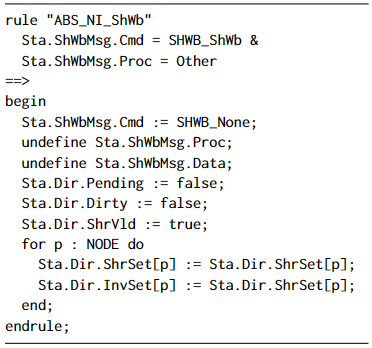 rule "ABS_NI_ShWb"
  Sta.ShWbMsg.Cmd = SHWB_ShWb &
  Sta.ShWbMsg.Proc = Other
==>
begin
  Sta.ShWbMsg.Cmd := SHWB_None;
  undefine Sta.ShWbMsg.Proc;
  undefine Sta.ShWbMsg.Data;
  Sta.Dir.Pending := false;
  Sta.Dir.Dirty := false;
  Sta.Dir.ShrVld := true;
  for p : NODE do
    Sta.Dir.ShrSet[p] := Sta.Dir.ShrSet[p];
    Sta.Dir.InvSet[p] := Sta.Dir.ShrSet[p];
  end;
endrule;